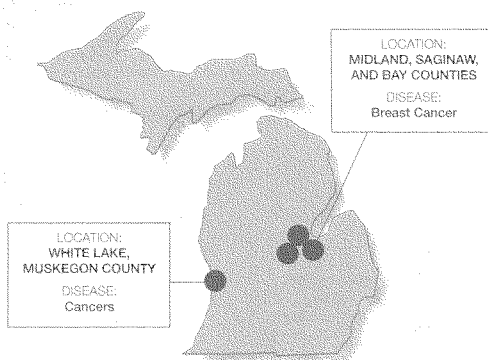 LOCATION:
MIDLAND, SAGINAW,
AND BAY COUNTIES
DISEASE:
Breast Cancer
LOCATION:
WHITE LAKE,
MUSKEGON COUNTY
DISEASE:
Cancers